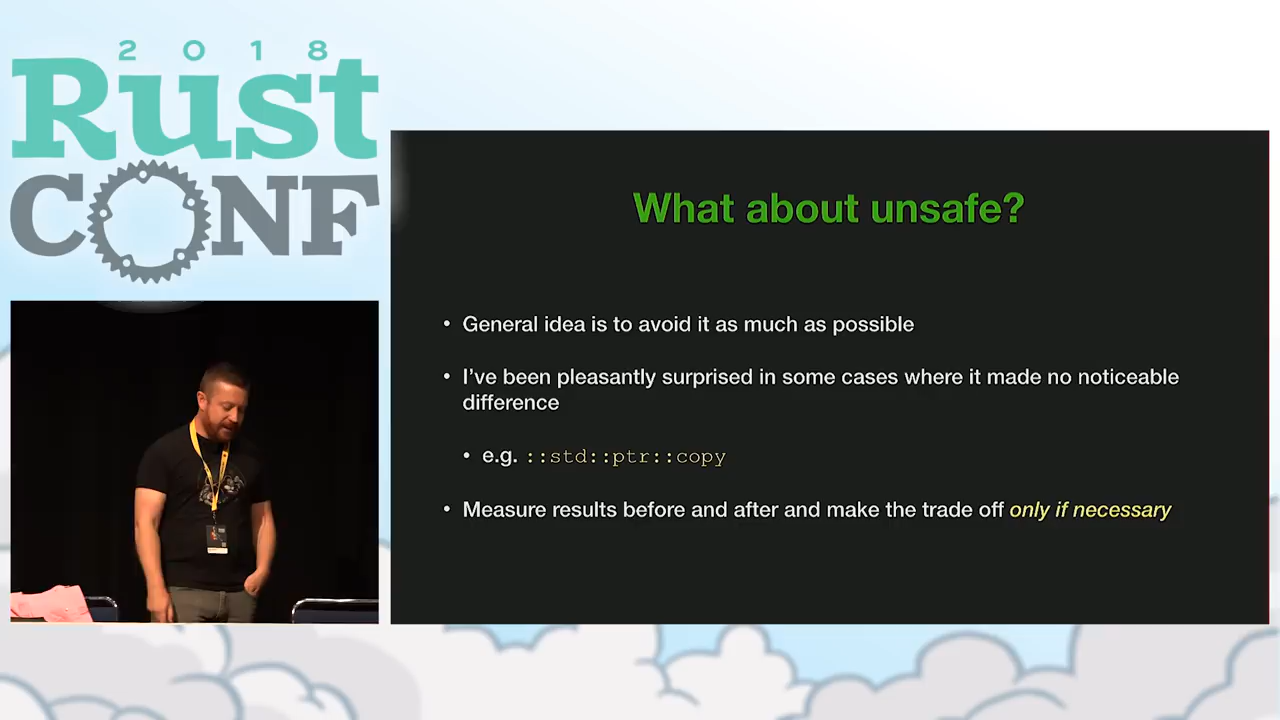 2018
Rust
CONF
What about unsafe?
• General idea is to avoid it as much as possible
• I’ve been pleasantly surprised in some cases where it made no noticeable
difference
• e.g. ::std::ptr::copy
• Measure results before and after and make the trade off only if necessary